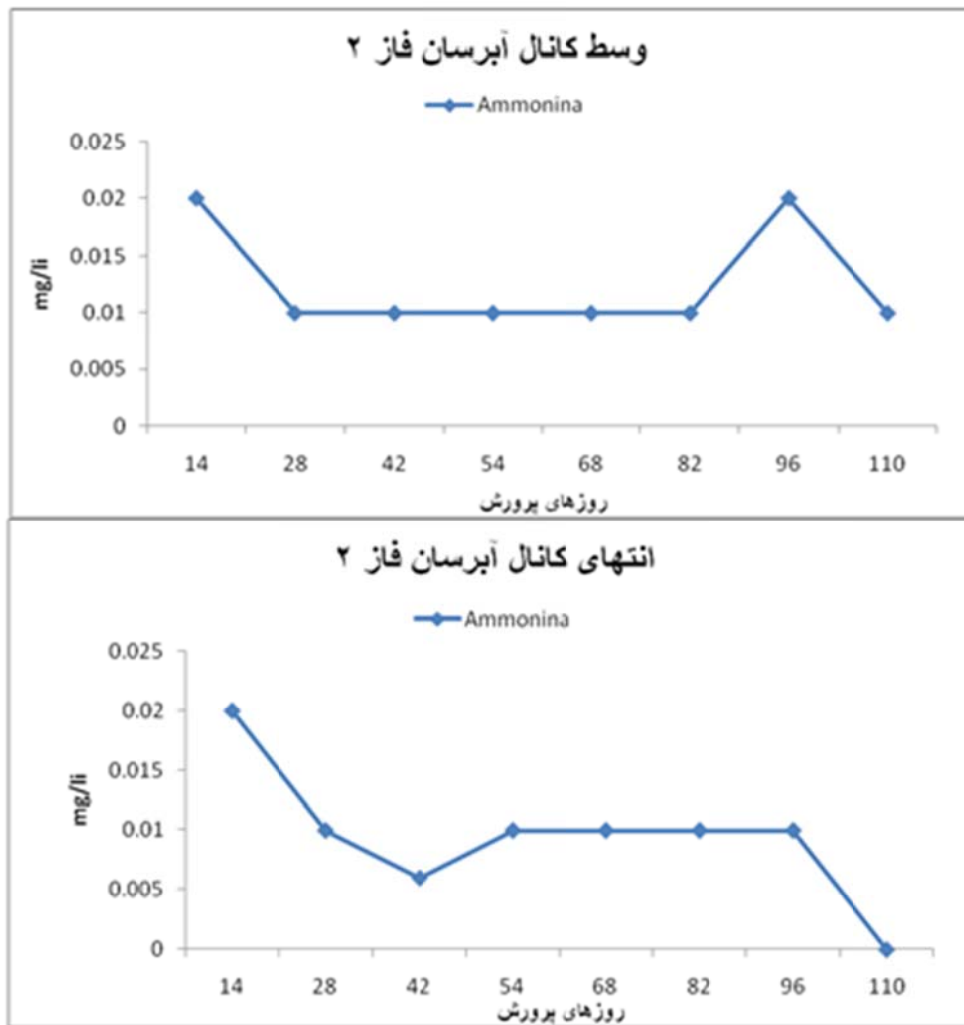 وسط کانال آبرسان فاز ۲
Ammonina
0.025
0.02
0.015
0.01
0.005
0
mg/li
14 28 42 54 68 82 96 110
روزهای پرورش
انتهای کانال آبرسان فاز ۲
Ammonina
0.025
0.02
0.015
0.01
0.005
0
mg/li
14 28 42 54 68 82 96 110
روزهای پرورش